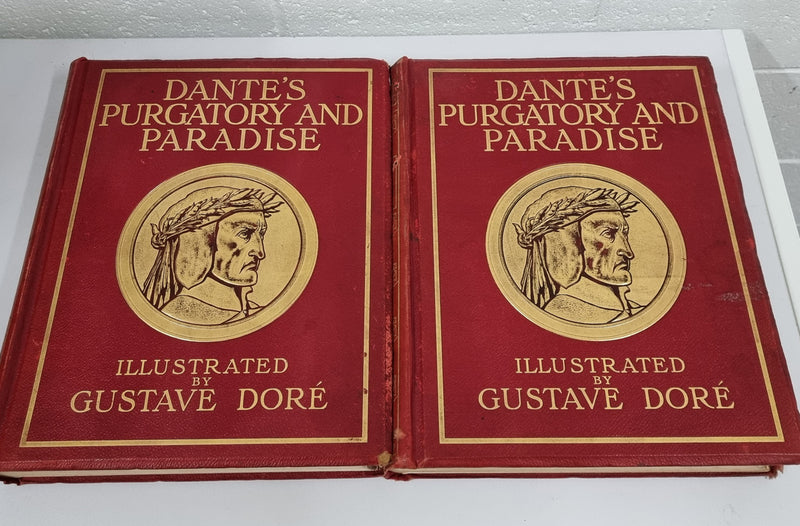 DANTE'S
PURGATORY AND
PARADISE
ILLUSTRATED
BY
GUSTAVE DORÉ
DANTE'S
PURGATORY AND
PARADISE
ILLUSTRATED
BY
GUSTAVE DORÉ